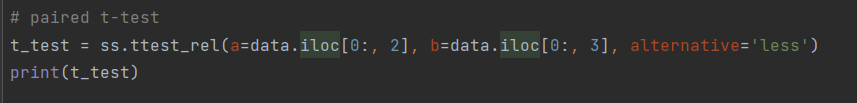 # paired t-test
t_test = ss.ttest_rel(a=data.iloc[0:, 2], b=data.iloc[0:, 3], alternative='less')
print(t_test)